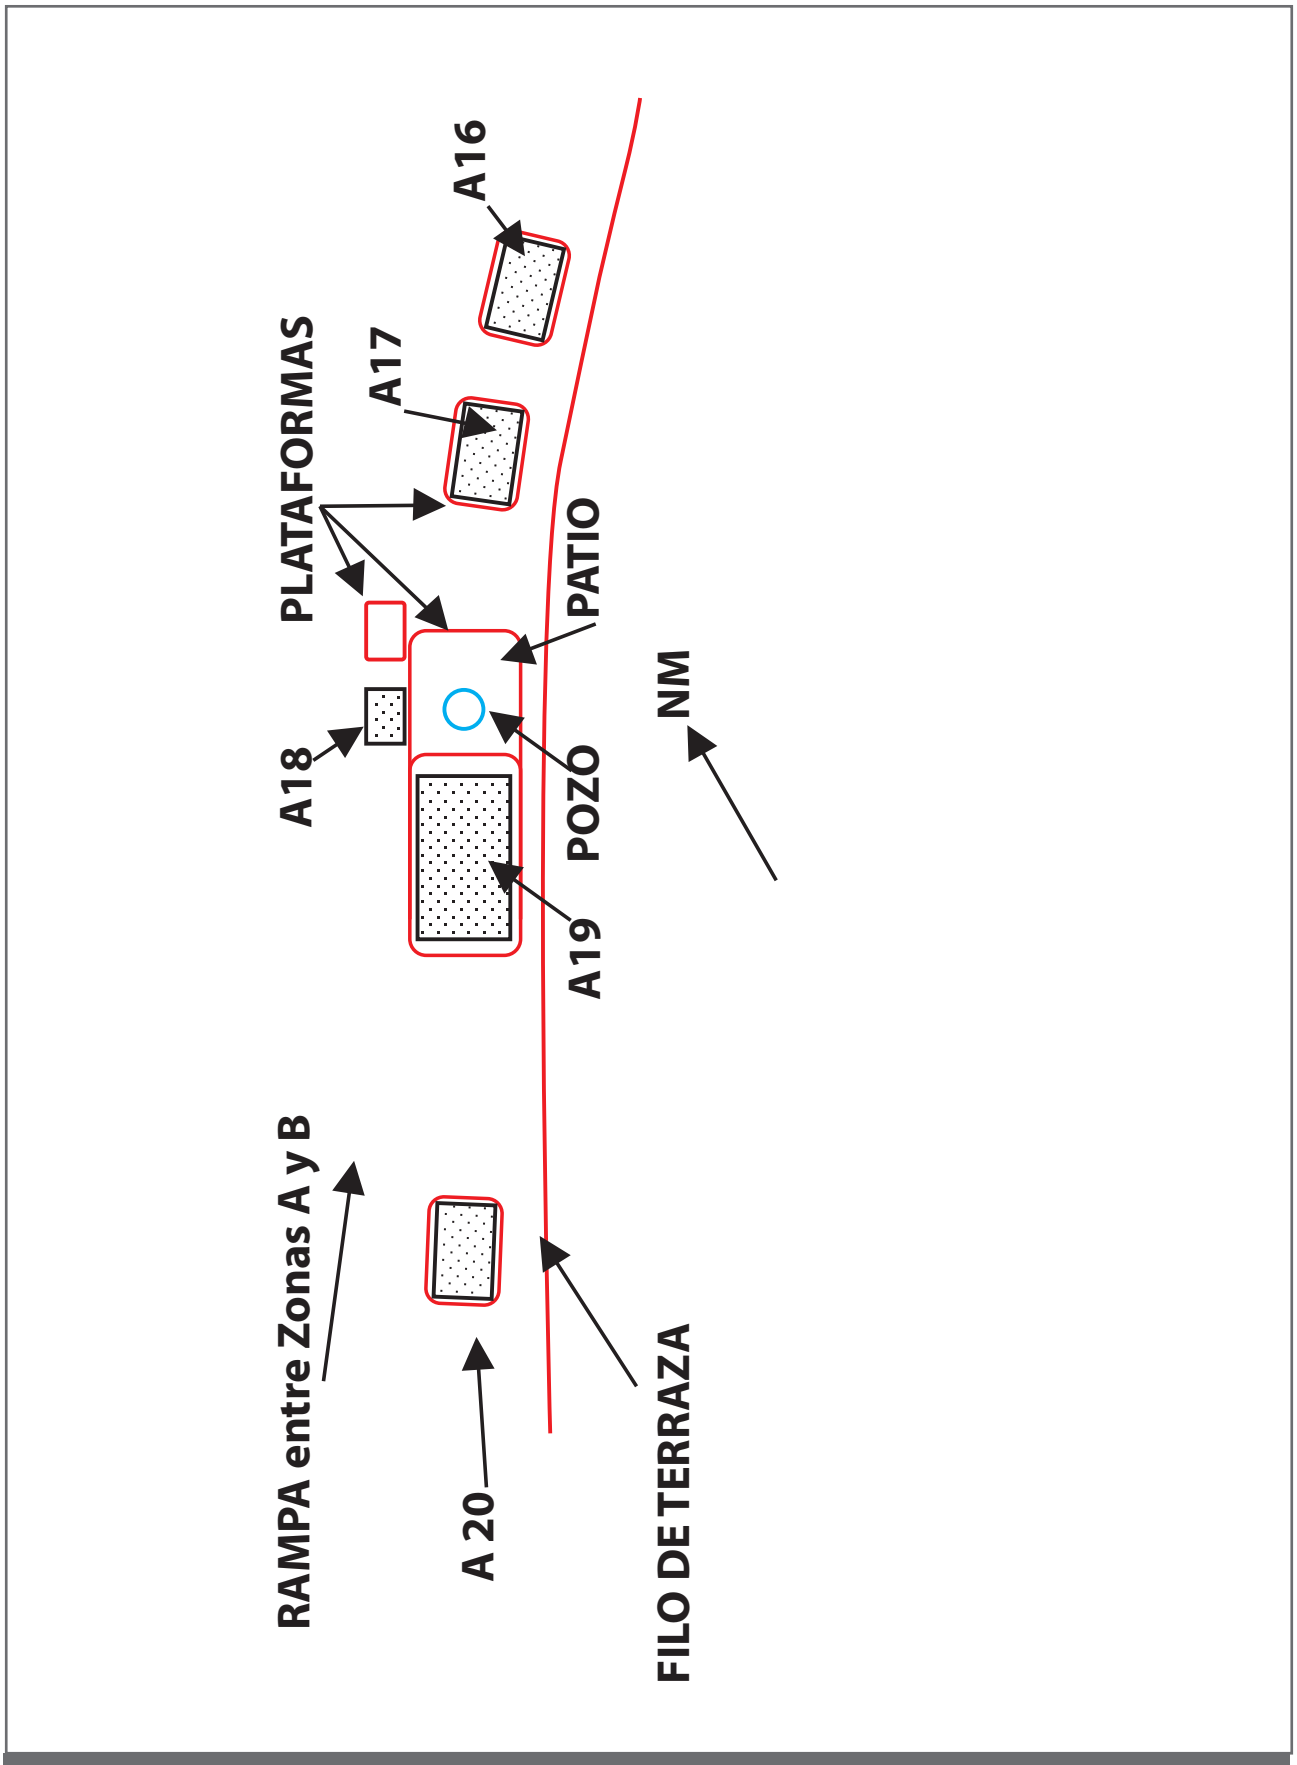 RAMPA entre Zonas A y B
A18
PLATAFORMAS
A17
A16
A 20
A19
POZO
PATIO
FILO DE TERRAZA
NM